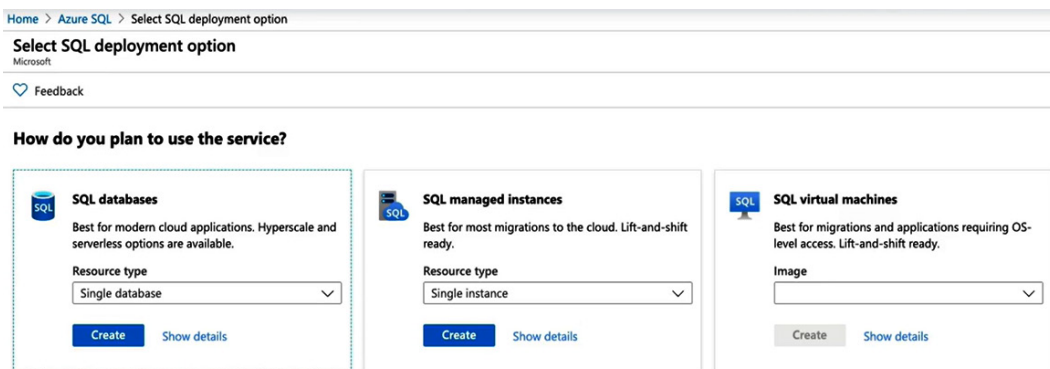 Home > Azure SQL > Select SQL deployment option
Select SQL deployment option
Microsoft
Feedback
How do you plan to use the service?
SQL
SQL databases
Best for modern cloud applications. Hyperscale and
serverless options are available.
Resource type
Single database
Create
Show details
SQL
SQL managed instances
Best for most migrations to the cloud. Lift-and-shift
ready.
Resource type
Single instance
Create
Show details
SQL
SQL virtual machines
Best for migrations and applications requiring OS-
level access. Lift-and-shift ready.
Image
Create
Show details